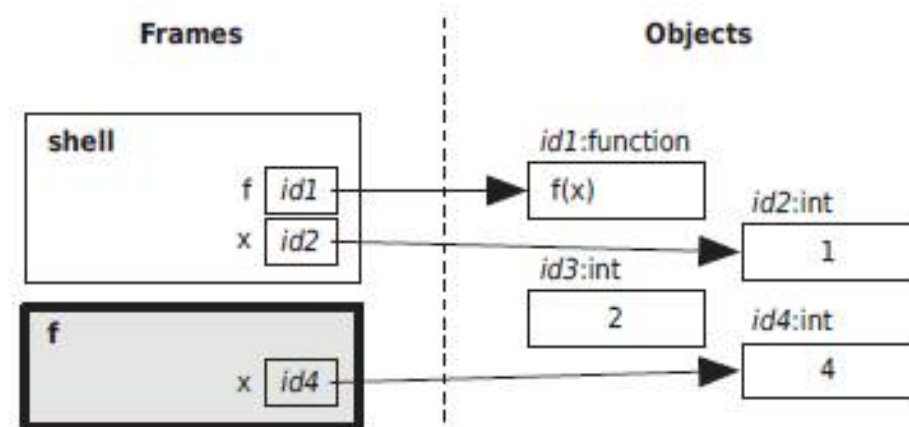 Frames
Objects
shell
f id1
x id2
id1:function
f(x)
id2:int
1
id3:int
2
id4:int
4
f
x id4